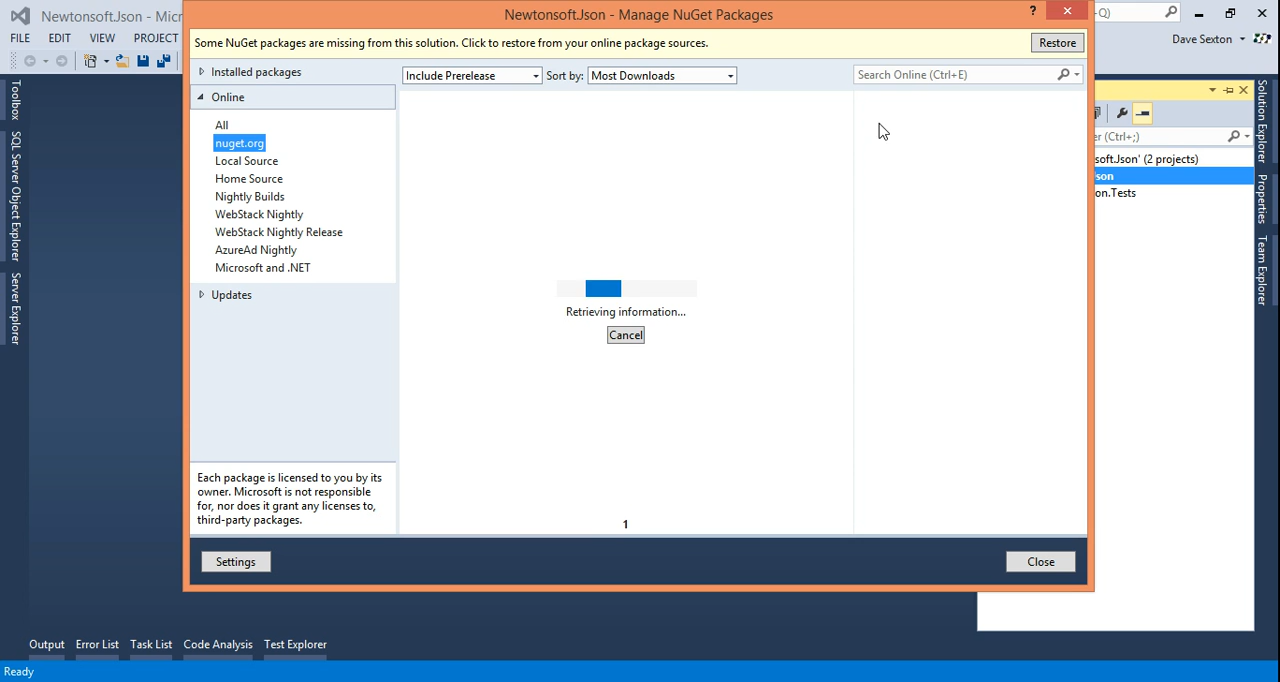 Newtonsoft.Json - Micr
Newtonsoft.Json - Manage NuGet Packages
?
Q)
FILE EDIT VIEW PROJECT
Dave Sexton
Some NuGet packages are missing from this solution. Click to restore from your online package sources.
Restore
Installed packages
Include Prerelease
Sort by:
Most Downloads
Search Online (Ctrl+E)
Online
All
nuget.org
Local Source
Home Source
Nightly Builds
WebStack Nightly
WebStack Nightly Release
AzureAd Nightly
Microsoft and .NET
Updates
Retrieving information...
Cancel
1
Each package is licensed to you by its
owner. Microsoft is not responsible
for, nor does it grant any licenses to,
third-party packages.
Settings
Close
Toolbox
SQL Server Object Explorer
Server Explorer
er (Ctrl+;)
soft.Json' (2 projects)
son
on.Tests
Solution Explorer
Properties
Team Explorer
Output Error List Task List Code Analysis Test Explorer
Ready